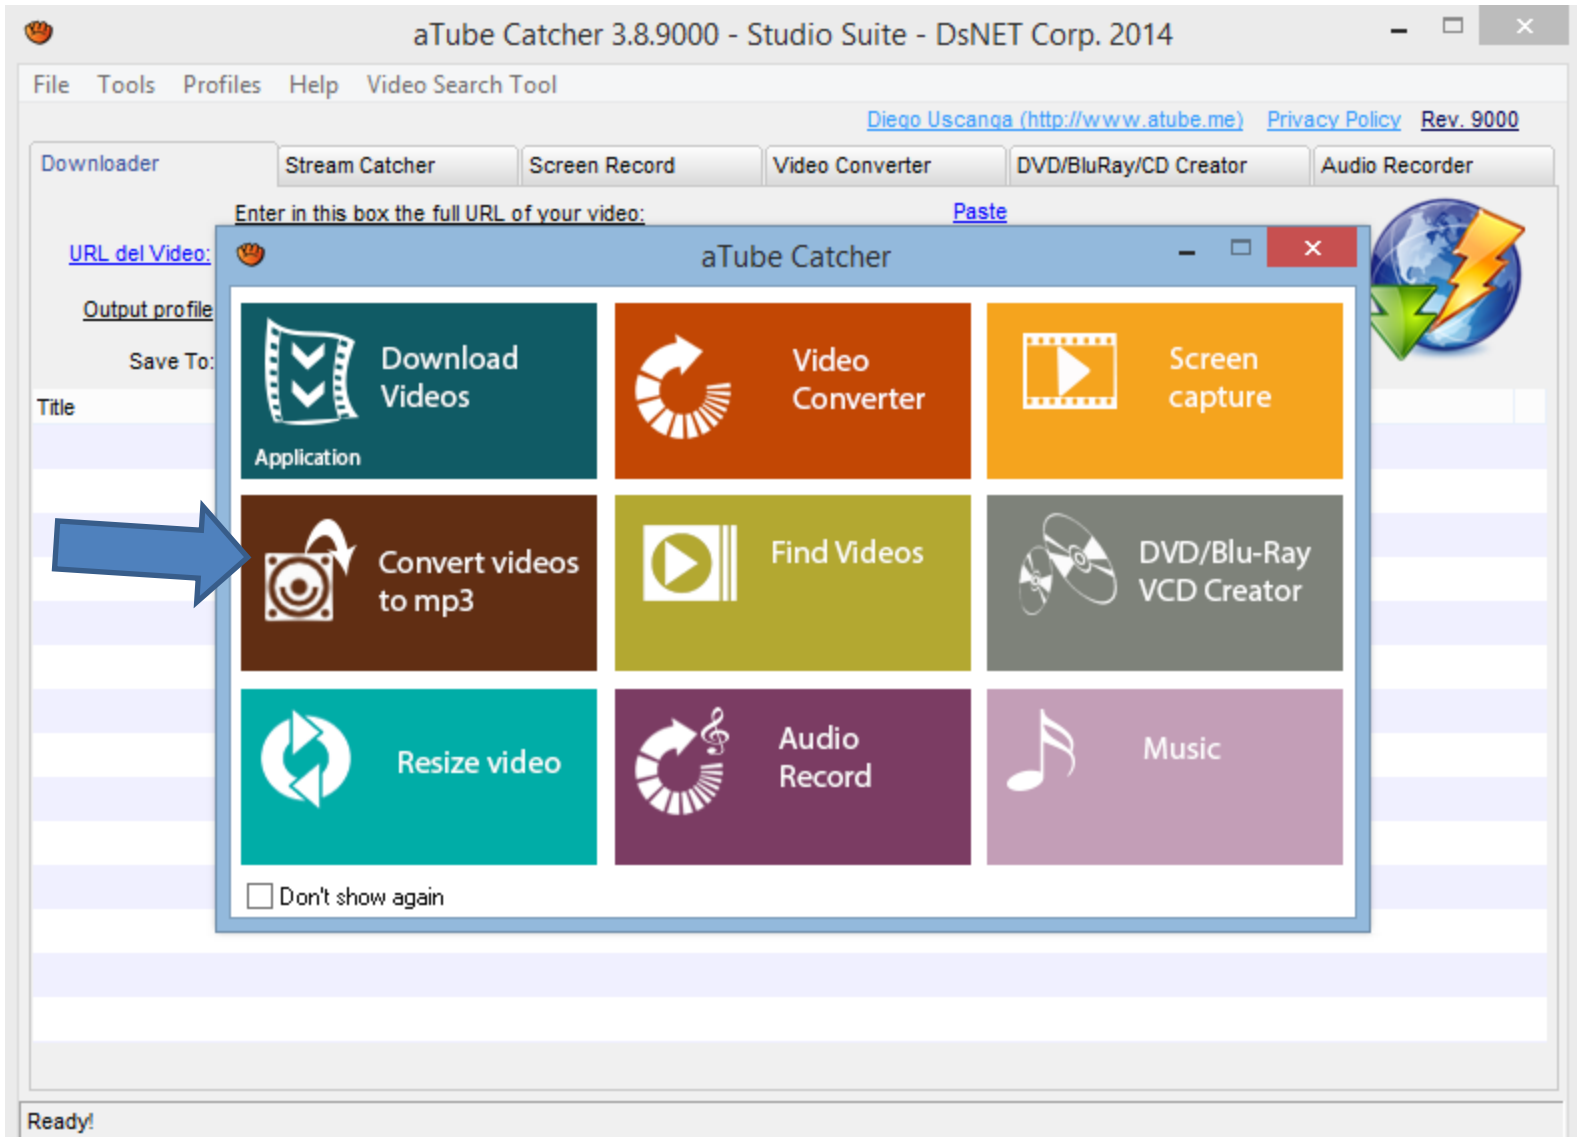 aTube Catcher 3.8.9000 - Studio Suite - DsNET Corp. 2014
File Tools Profiles Help Video Search Tool
Diego Uscanga (http://www.atube.me) Privacy Policy Rev. 9000
Downloader Stream Catcher Screen Record Video Converter DVD/BluRay/CD Creator Audio Recorder
Enter in this box the full URL of your video: Paste
URL del Video:
Output profile
Save To:
Title
aTube Catcher
Download
Videos
Application
Video
Converter
Screen
capture
Convert videos
to mp3
Find Videos
DVD/Blu-Ray
VCD Creator
Resize video
Audio
Record
Music
Don't show again
Ready!